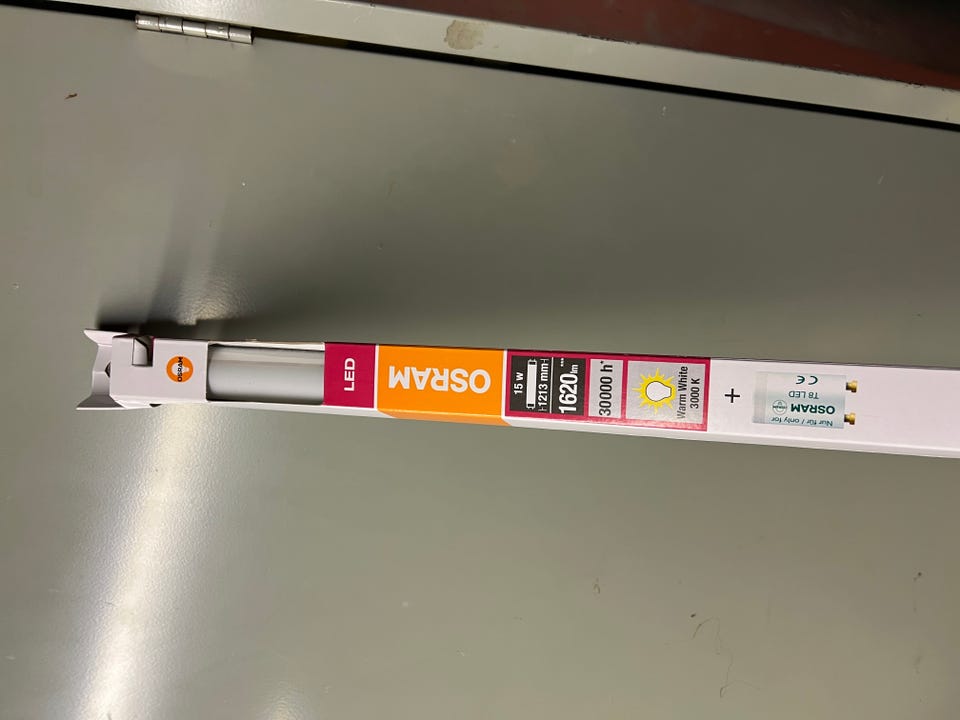 OSRAM
LED
OSRAM
15 W
1213 mm
1620 lm
30000 h*
Warm White
3000 K
+
Nur für / only for
OSRAM
T8 LED
CE